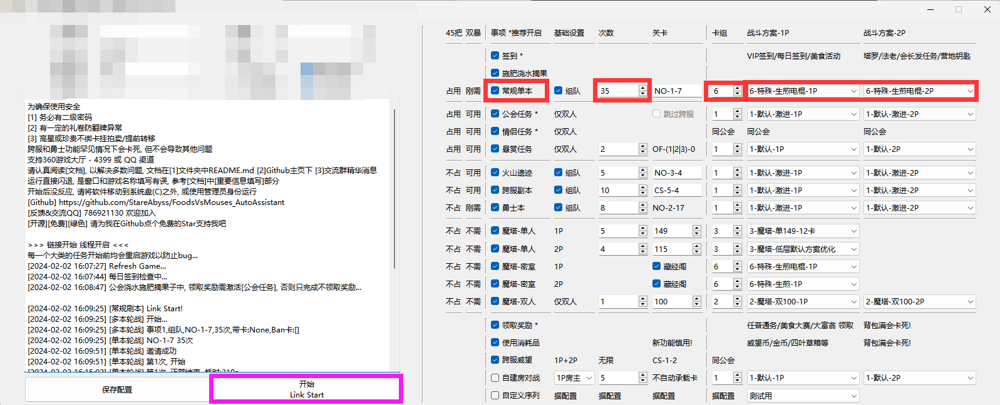 为确保使用安全
[1] 务必有二级密码
[2] 有一定的礼卷防翻牌异常
[3] 高星或珍贵不绑卡挂拍卖/提前转移
跨服和勇士功能罕见情况下会卡死, 但不会导致其他问题
支持360游戏大厅 - 4399 或 QQ 渠道
请认真阅读[文档], 以解决多数问题, 文档在[1]文件夹中README.md [2]Github主页下 [3]交流群精华消息
运行直接闪退, 是窗口和游戏名称填写有误, 参考[文档]中[重要信息填写]部分
开始后没反应, 请将软件移动到系统盘(C)之外, 或使用管理员身份运行
[Github] https://github.com/StareAbyss/FoodsVsMouses_AutoAssistant
[反馈&交流QQ] 786921130 欢迎加入
[开源][免费][绿色] 请为我在Github点个免费的Star支持我吧
>>> 链接开始 线程开启 <<<
每一个大类的任务开始前均会重启游戏以防止bug...
[2024-02-02 16:07:27] Refresh Game...
[2024-02-02 16:07:44] 每日签到检查中...
[2024-02-02 16:08:47] 公会浇水施肥摘果子中, 领取奖励需激活[公会任务], 否则只完成不领取奖励...
[2024-02-02 16:09:25] [常规刷本] Link Start!
[2024-02-02 16:09:25] [多本轮战] 开始...
[2024-02-02 16:09:25] [多本轮战] 事项1,组队,NO-1-7,35次,带卡:None,Ban卡:[]
[2024-02-02 16:09:25] [单本轮战] NO-1-7 35次
[2024-02-02 16:09:51] [单本轮战] 邀请成功
[2024-02-02 16:09:51] [单本轮战] 第1次, 开始
[2024-02-02 16:15:02] [单本轮战] 第1次, 正常结束, 耗时:310s
保存配置
开始
Link Start
45把 双暴 事项 *推荐开启 基础设置 次数 关卡 卡组 战斗方案-1P 战斗方案-2P
签到 * VIP签到/每日签到/美食活动 塔罗/法老/会长发任务/营地钥匙
施肥浇水摘果
占用 刚需 常规单本 组队 35 NO-1-7 6 6-特殊-生煎电棍-1P 6-特殊-生煎电棍-2P
占用 可用 公会任务 * 仅双人 跳过跨服 1 1-默认-激进-1P 1-默认-激进-2P
占用 可用 情侣任务 * 仅双人 同公会 同公会 同公会
占用 可用 悬赏任务 仅双人 2 OF-(1|2|3)-0 1 1-默认-1P 1-默认-2P
不占 可用 火山遗迹 组队 5 NO-3-4 1 1-默认-激进-1P 1-默认-激进-2P
不占 可用 跨服副本 组队 10 CS-5-4 1 1-默认-激进-1P 1-默认-激进-2P
不占 刚需 勇士本 组队 8 NO-2-17 1 1-默认-激进-1P 1-默认-激进-2P
不占 不需 魔塔-单人 1P 5 149 3 3-魔塔-单149-12卡
不占 不需 魔塔-单人 2P 4 115 3 3-魔塔-低层默认方案优化
不占 不需 魔塔-密室 1P 藏经阁 6 6-特殊-生煎电棍-1P
不占 不需 魔塔-密室 2P 藏经阁 6 6-特殊-生煎-1P
不占 不需 魔塔-双人 仅双人 1 100 2 2-魔塔-双100-1P 2-魔塔-双100-2P
领取奖励 * 任普通务/美食大赛/大富翁 领取 背包满会卡死!
使用消耗品 新功能慎用! 威望币/金币/四叶草箱等 背包满会卡死!
跨服威望 1P+2P 无限 CS-1-2 同公会
自建房对战 1P房主 5 不自动承载卡 1 1-默认-1P 1-默认-2P
自定义序列 据配置 据配置 据配置 据配置 测试用